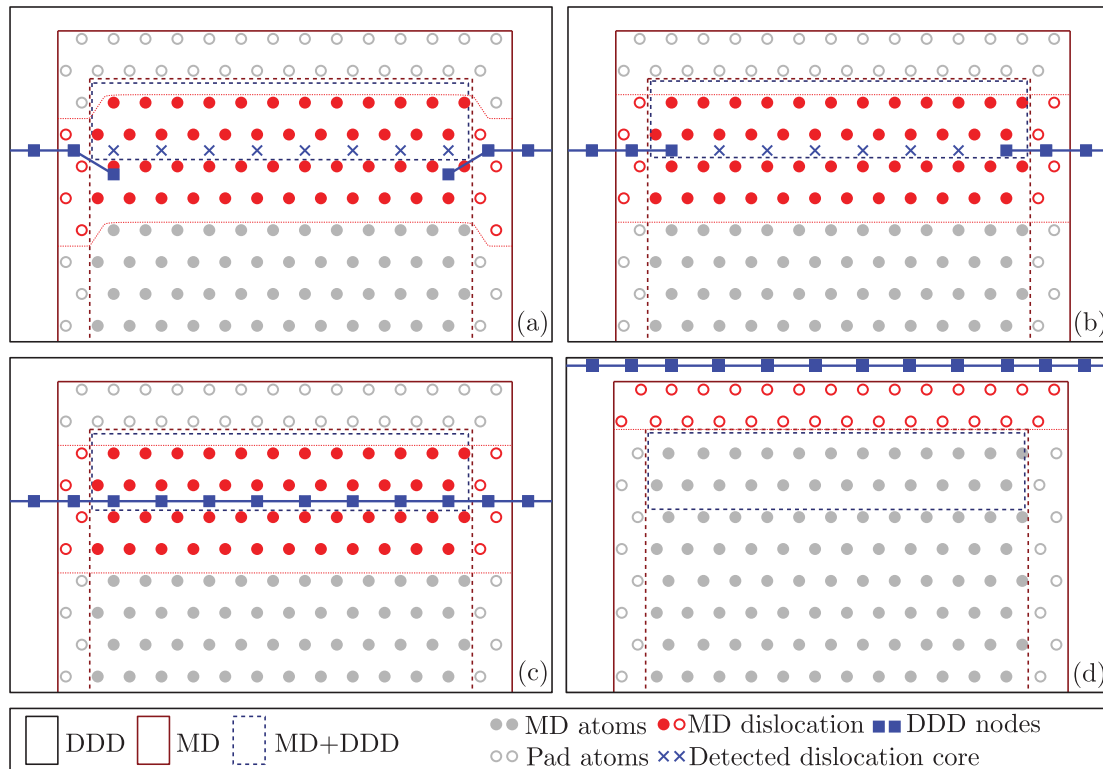 (a)
(b)
(c)
(d)
DDD MD MD+DDD MD atoms MD dislocation DDD nodes
Pad atoms Detected dislocation core